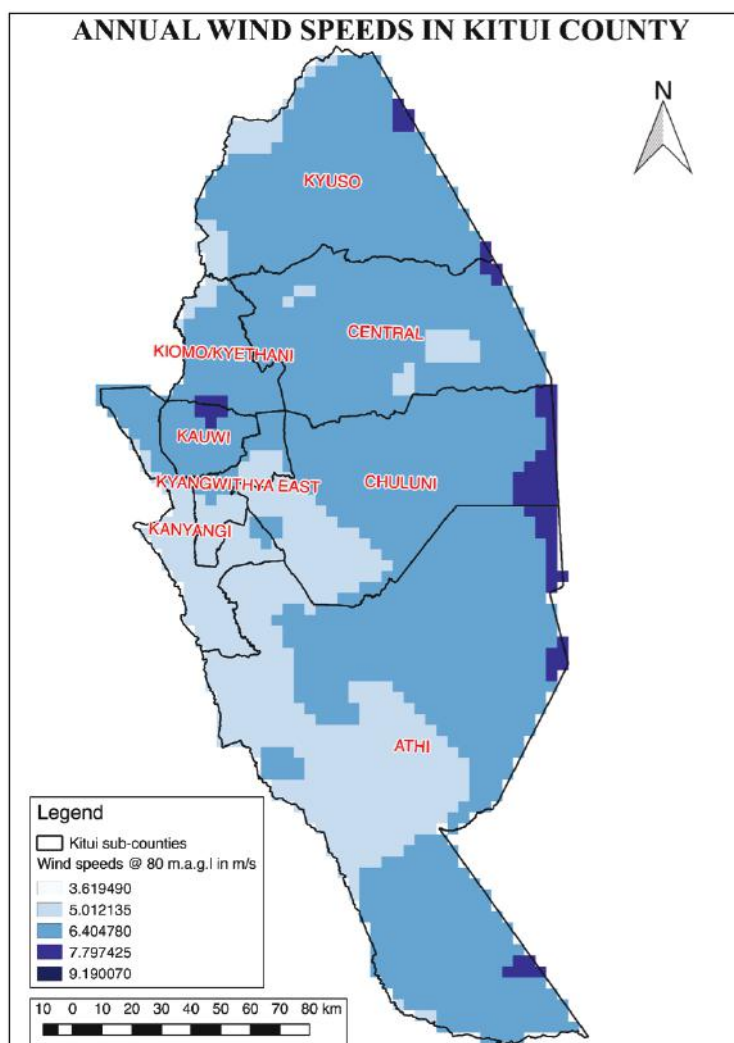 ANNUAL WIND SPEEDS IN KITUI COUNTY
N
KYUSO
CENTRAL
KIOMO/KYETHANI
KAUWI
KYANGWITHYA EAST
CHULUNI
KANYANGI
ATHI
Legend
Kitui sub-counties
Wind speeds @ 80 m.a.g.l in m/s
3.619490
5.012135
6.404780
7.797425
9.190070
10 0 10 20 30 40 50 60 70 80 km